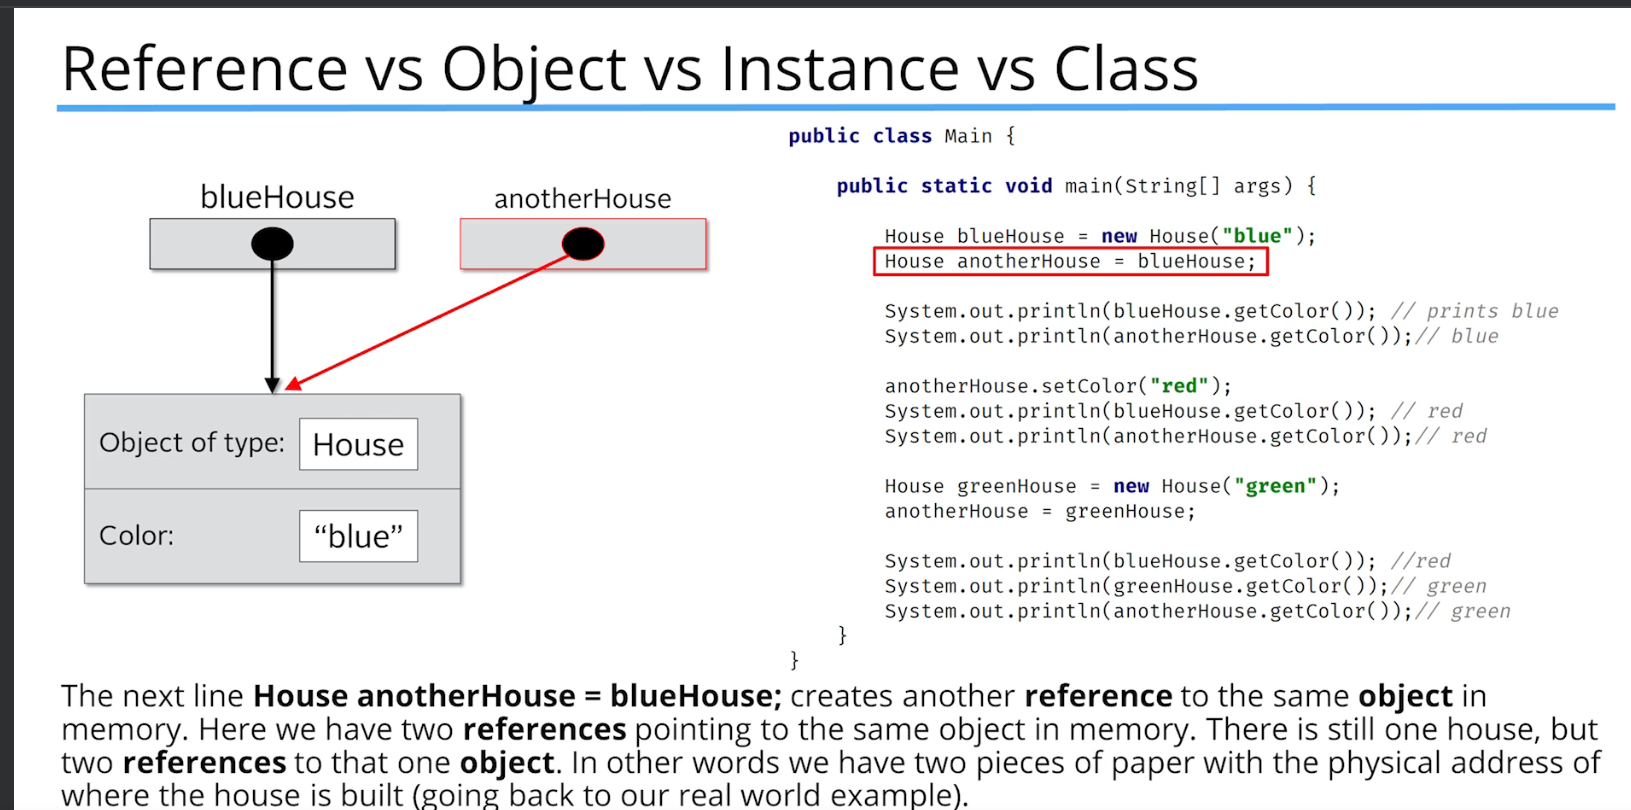 Reference vs Object vs Instance vs Class
blueHouse
anotherHouse
Object of type:
House
Color:
“blue”
public class Main {
public static void main(String[] args) {
House blueHouse = new House("blue");
House anotherHouse = blueHouse;
System.out.println(blueHouse.getColor()); // prints blue
System.out.println(anotherHouse.getColor());// blue
anotherHouse.setColor("red");
System.out.println(blueHouse.getColor()); // red
System.out.println(anotherHouse.getColor());// red
House greenHouse = new House("green");
anotherHouse = greenHouse;
System.out.println(blueHouse.getColor()); //red
System.out.println(greenHouse.getColor());// green
System.out.println(anotherHouse.getColor());// green
}
}
The next line House anotherHouse = blueHouse; creates another reference to the same object in
memory. Here we have two references pointing to the same object in memory. There is still one house, but
two references to that one object. In other words we have two pieces of paper with the physical address of
where the house is built (going back to our real world example).